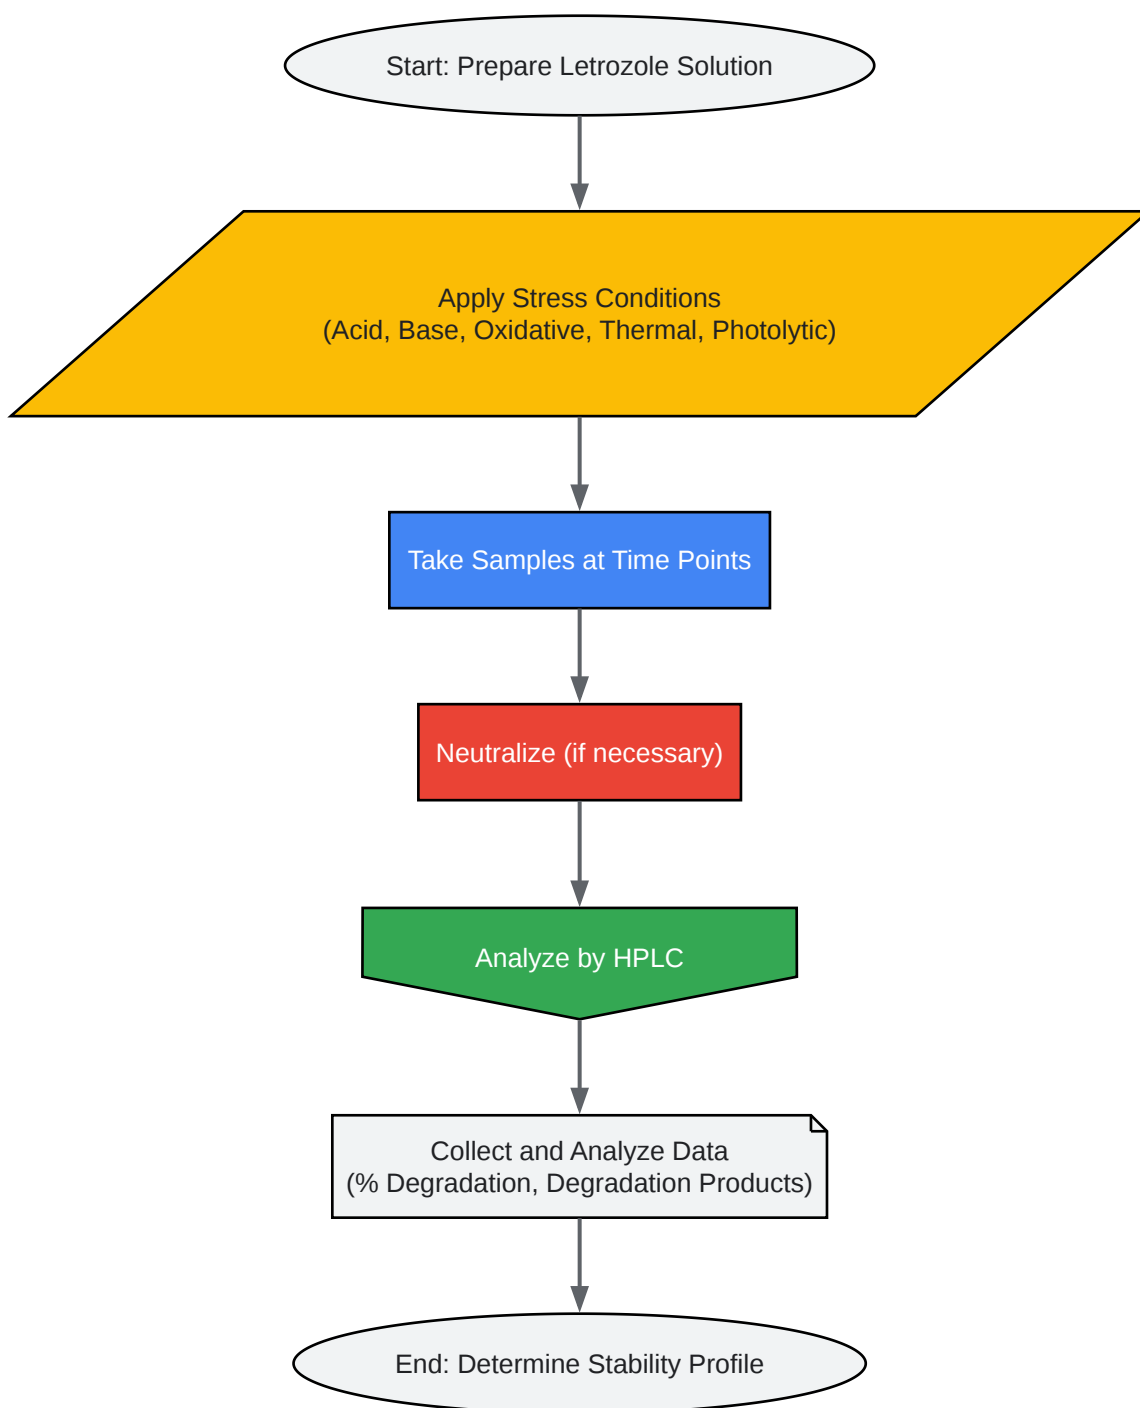 Start: Prepare Letrozole Solution
Apply Stress Conditions
(Acid, Base, Oxidative, Thermal, Photolytic)
Take Samples at Time Points
Neutralize (if necessary)
Analyze by HPLC
Collect and Analyze Data
(% Degradation, Degradation Products)
End: Determine Stability Profile